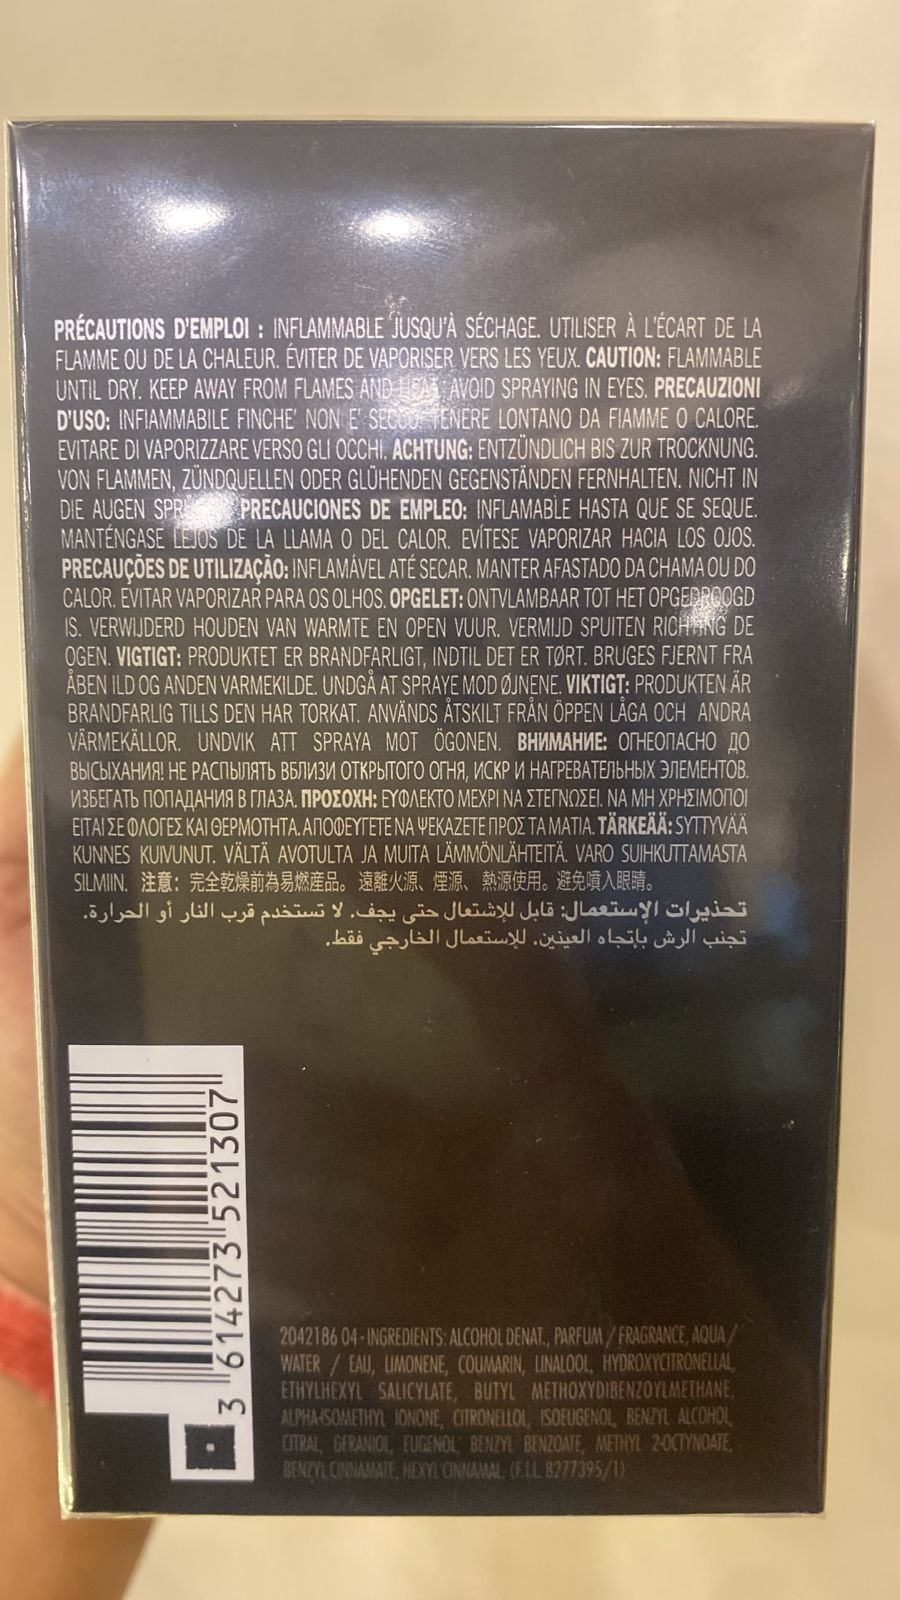 PRÉCAUTIONS D'EMPLOI : INFLAMMABLE JUSQU'À SÉCHAGE. UTILISER À L'ÉCART DE LA
FLAMME OU DE LA CHALEUR. ÉVITER DE VAPORISER VERS LES YEUX. CAUTION: FLAMMABLE
UNTIL DRY. KEEP AWAY FROM FLAMES AND HEAT. AVOID SPRAYING IN EYES. PRECAUZIONI
D'USO: INFIAMMABILE FINCHE' NON E' SECCO. TENERE LONTANO DA FIAMME O CALORE.
EVITARE DI VAPORIZZARE VERSO GLI OCCHI. ACHTUNG: ENTZÜNDLICH BIS ZUR TROCKNUNG.
VON FLAMMEN, ZÜNDQUELLEN ODER GLÜHENDEN GEGENSTÄNDEN FERNHALTEN. NICHT IN
DIE AUGEN PRECAUCIONES DE EMPLEO: INFLAMABLE HASTA QUE SE SEQUE.
MANTÉNGASE LEJOS DE LA LLAMA O DEL CALOR. EVÍTESE VAPORIZAR HACIA LOS OJOS.
PRECAUÇÕES DE UTILIZAÇÃO: INFLAMÁVEL ATÉ SECAR. MANTER AFASTADO DA CHAMA OU DO
CALOR. EVITAR VAPORIZAR PARA OS OLHOS. OPGELET: ONTVLAMBAAR TOT HET OPGEDROOGD
IS. VERWIJDERD HOUDEN VAN WARMTE EN OPEN VUUR. VERMIJD SPUITEN RICHTING DE
OGEN. VIGTIGT: PRODUKTET ER BRANDFARLIGT, INDTIL DET ER TØRT. BRUGES FJERNT FRA
ÅBEN ILD OG ANDEN VARMEKILDE. UNDGÅ AT SPRAYE MOD ØJNENE. VIKTIGT: PRODUKTEN ÄR
BRANDFARLIG TILLS DEN HAR TORKAT. ANVÄNDS ÅTSKILT FRÅN ÖPPEN LÅGA OCH ANDRA
VÄRMEKÄLLOR. UNDVIK ATT SPRAYA MOT ÖGONEN. ВНИМАНИЕ: ОГНЕОПАСНО ДО
ВЫСЫХАНИЯ! НЕ РАСПЫЛЯТЬ ВБЛИЗИ ОТКРЫТОГО ОГНЯ, ИСКР И НАГРЕВАТЕЛЬНЫХ ЭЛЕМЕНТОВ.
ИЗБЕГАТЬ ПОПАДАНИЯ В ГЛАЗА. ΠΡΟΣΟΧΗ: ΕΥΦΛΕΚΤΟ ΜΕΧΡΙ ΝΑ ΣΤΕΓΝΩΣΕΙ. ΝΑ ΜΗ ΧΡΗΣΙΜΟΠΟΙ
ΕΙΤΑΙ ΣΕ ΦΛΟΓΕΣ ΚΑΙ ΘΕΡΜΟΤΗΤΑ. ΑΠΟΦΕΥΓΕΤΕ ΝΑ ΨΕΚΑΖΕΤΕ ΠΡΟΣ ΤΑ ΜΑΤΙΑ. TÄRKEÄÄ: SYTTYVÄÄ
KUNNES KUIVUNUT. VÄLTÄ AVOTULTA JA MUITA LÄMMÖNLÄHTEITÄ. VARO SUIHKUTTAMASTA
SILMIIN. 注意：完全乾燥前為易燃產品。遠離火源、煙源、熱源使用。避免噴入眼睛。
تحذيرات الإستعمال: قابل للإشتعال حتى يجف. لا تستخدم قرب النار أو الحرارة.
تجنب الرش بإتجاه العينين. للإستعمال الخارجي فقط.
3 614273 521307
2042186 04 - INGREDIENTS: ALCOHOL DENAT., PARFUM / FRAGRANCE, AQUA /
WATER / EAU, LIMONENE, COUMARIN, LINALOOL, HYDROXYCITRONELLAL,
ETHYLHEXYL SALICYLATE, BUTYL METHOXYDIBENZOYLMETHANE,
ALPHA-ISOMETHYL IONONE, CITRONELLOL, ISOEUGENOL, BENZYL ALCOHOL,
CITRAL, GERANIOL, EUGENOL, BENZYL BENZOATE, METHYL 2-OCTYNOATE,
BENZYL CINNAMATE, HEXYL CINNAMAL. (F.I.L. B277395/1)